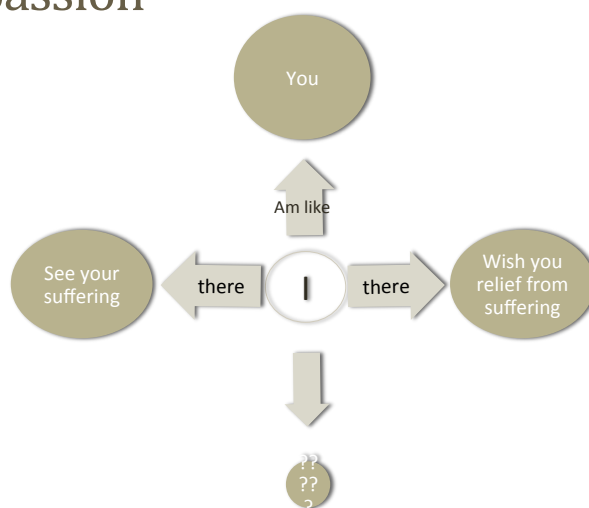 passion
You
Am like
See your
suffering
there
I
there
Wish you
relief from
suffering
??
??
?